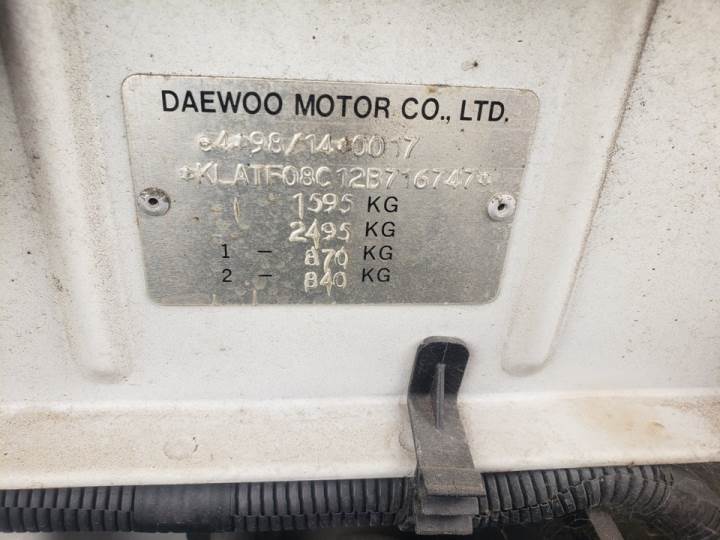 DAEWOO MOTOR CO., LTD.
e4*98/14*0017
*KLATF08C12B716747*
1595 KG
2495 KG
1 - 870 KG
2 - 840 KG